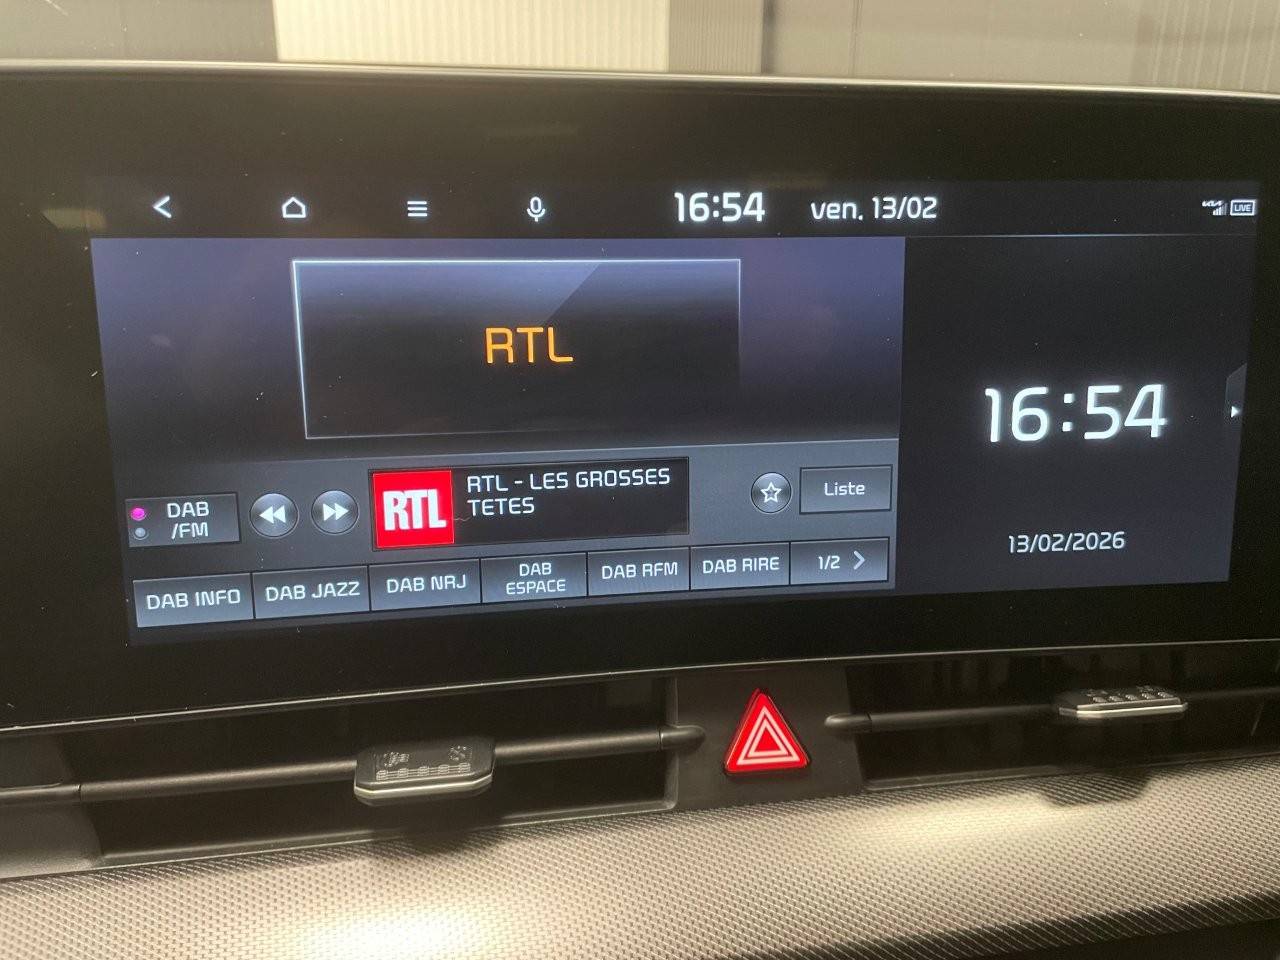 16:54 ven. 13/02
LIVE
RTL
16:54
13/02/2026
DAB
/FM
RTL
RTL - LES GROSSES
TETES
Liste
DAB INFO
DAB JAZZ
DAB NRJ
DAB
ESPACE
DAB RFM
DAB RIRE
1/2